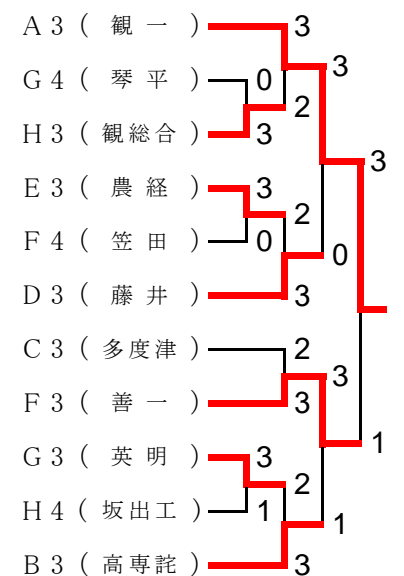 A3(観一)
3
3
G4(琴平)
0
2
H3(観総合)
3
3
E3(農経)
3
2
F4(笠田)
0
0
D3(藤井)
3
C3(多度津)
2
3
F3(善一)
3
1
G3(英明)
3
2
H4(坂出工)
1
1
B3(高専詫)
3